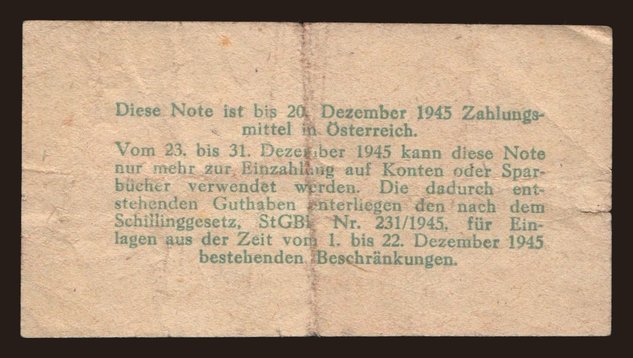 Diese Note ist bis 20. Dezember 1945 Zahlungs-
mittel in Österreich.
Vom 23. bis 31. Dezember 1945 kann diese Note
nur mehr zur Einzahlung auf Konten oder Spar-
bücher verwendet werden. Die dadurch ent-
stehenden Guthaben unterliegen den nach dem
Schillinggesetz, StGBl. Nr. 231/1945, für Ein-
lagen aus der Zeit vom 1. bis 22. Dezember 1945
bestehenden Beschränkungen.